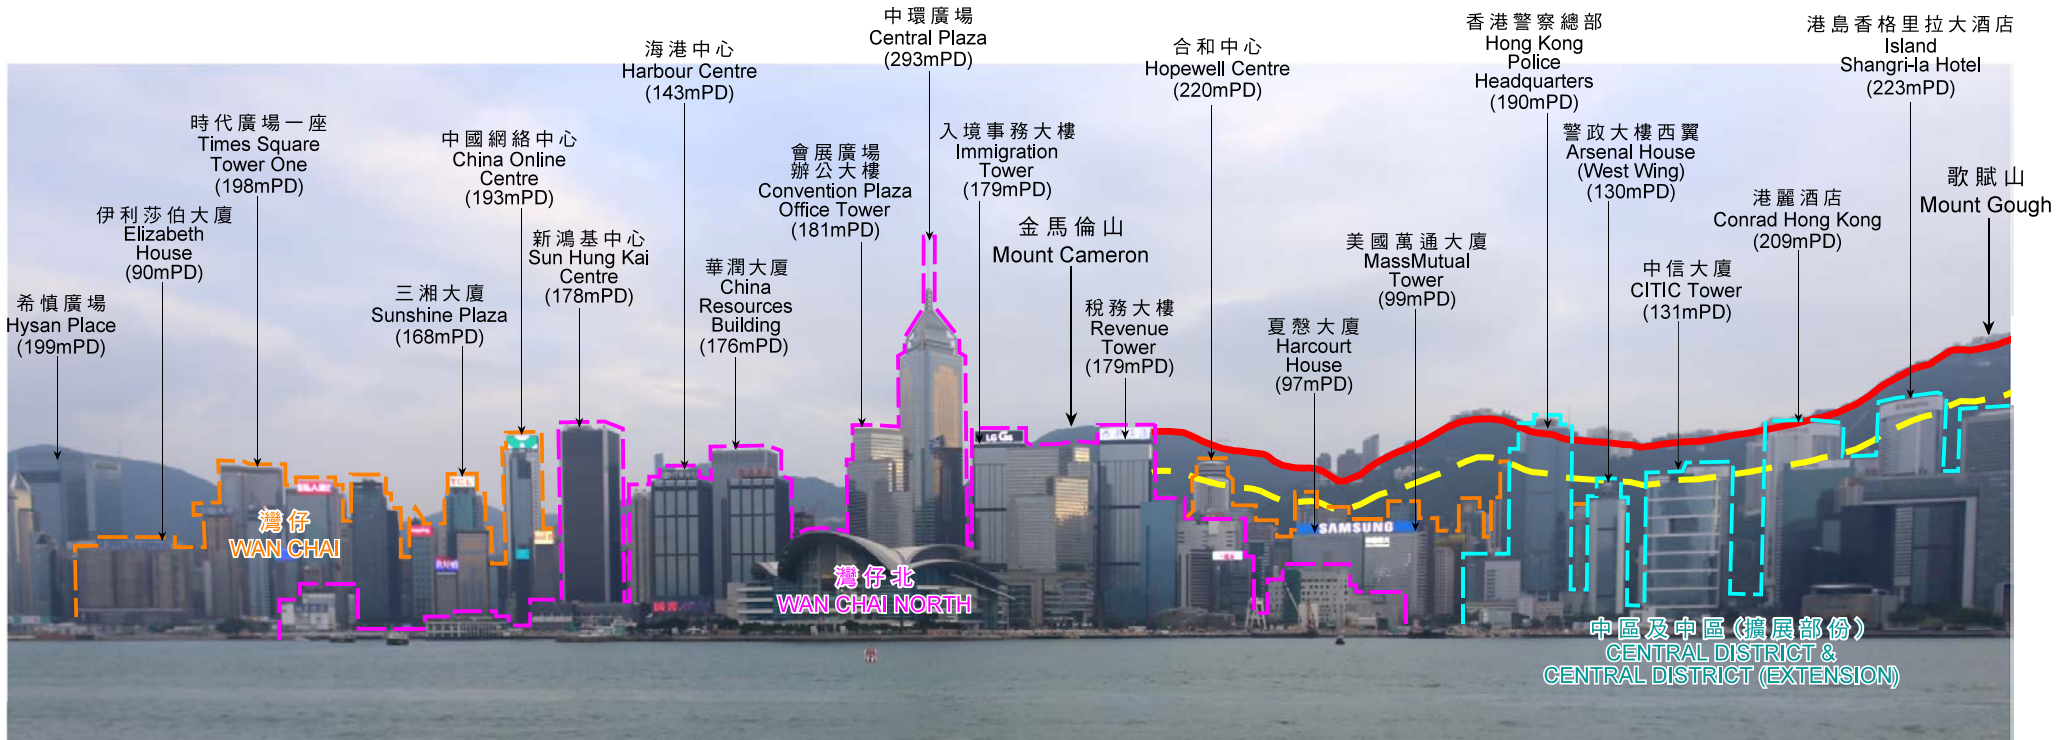 希慎廣場
Hysan Place
(199mPD)
伊利莎伯大廈
Elizabeth
House
(90mPD)
時代廣場一座
Times Square
Tower One
(198mPD)
三湘大廈
Sunshine Plaza
(168mPD)
中國網絡中心
China Online
Centre
(193mPD)
新鴻基中心
Sun Hung Kai
Centre
(178mPD)
海港中心
Harbour Centre
(143mPD)
華潤大厦
China
Resources
Building
(176mPD)
會展廣場
辦公大樓
Convention Plaza
Office Tower
(181mPD)
中環廣場
Central Plaza
(293mPD)
入境事務大樓
Immigration
Tower
(179mPD)
金馬倫山
Mount Cameron
稅務大樓
Revenue
Tower
(179mPD)
合和中心
Hopewell Centre
(220mPD)
夏慤大廈
Harcourt
House
(97mPD)
美國萬通大廈
MassMutual
Tower
(99mPD)
香港警察總部
Hong Kong
Police
Headquarters
(190mPD)
警政大樓西翼
Arsenal House
(West Wing)
(130mPD)
中信大廈
CITIC Tower
(131mPD)
港麗酒店
Conrad Hong Kong
(209mPD)
港島香格里拉大酒店
Island
Shangri-la Hotel
(223mPD)
歌賦山
Mount Gough
灣仔
WAN CHAI
灣仔北
WAN CHAI NORTH
中區及中區(擴展部份)
CENTRAL DISTRICT &
CENTRAL DISTRICT (EXTENSION)
TCL
LG G5
SAMSUNG